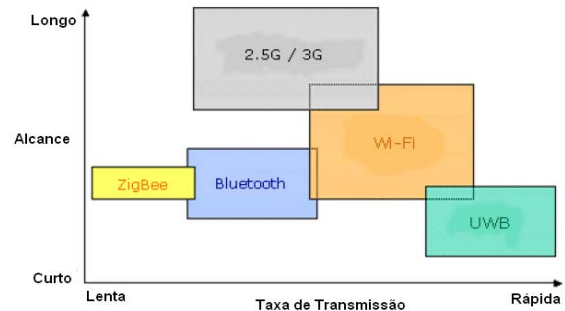 Longo
2.5G / 3G
Alcance
Wi-Fi
ZigBee
Bluetooth
UWB
Curto
Lenta
Taxa de Transmissão
Rápida